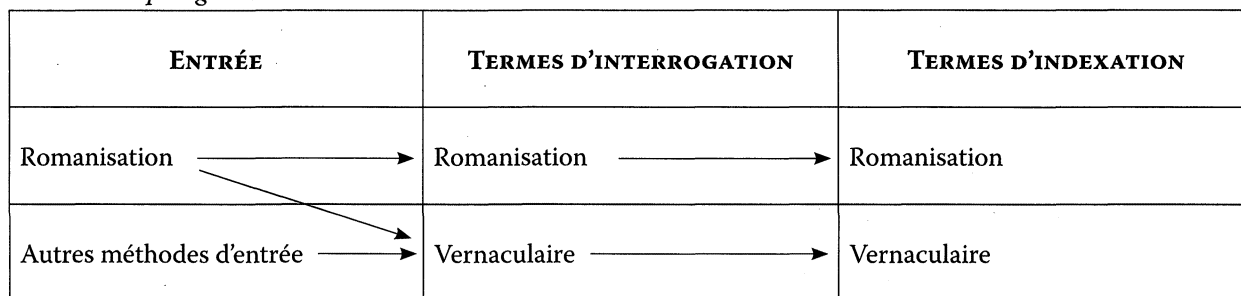 ENTRÉE TERMES D'INTERROGATION TERMES D'INDEXATION
Romanisation Romanisation Romanisation
Autres méthodes d'entrée Vernaculaire Vernaculaire